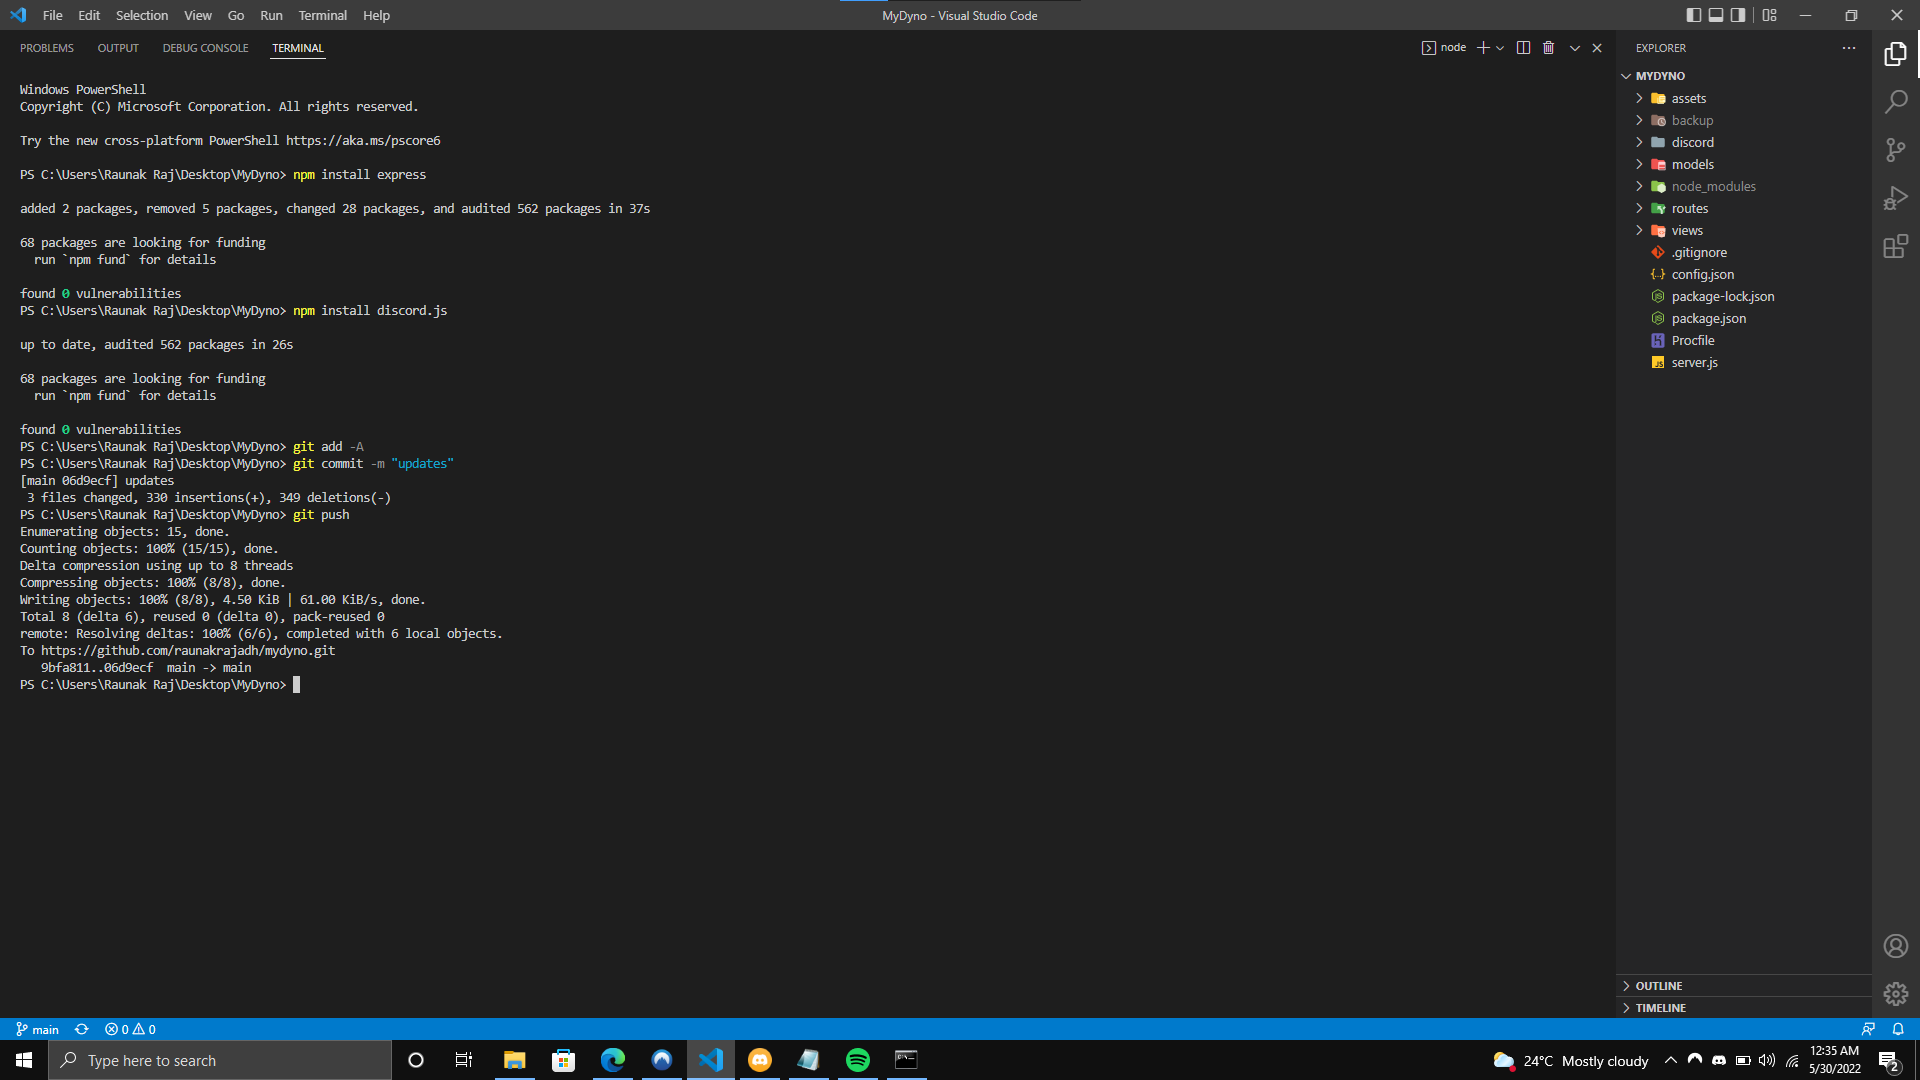 File Edit Selection View Go Run Terminal Help
MyDyno - Visual Studio Code
PROBLEMS OUTPUT DEBUG CONSOLE TERMINAL
node
Windows PowerShell
Copyright (C) Microsoft Corporation. All rights reserved.
Try the new cross-platform PowerShell https://aka.ms/pscore6
PS C:\Users\Raunak Raj\Desktop\MyDyno> npm install express
added 2 packages, removed 5 packages, changed 28 packages, and audited 562 packages in 37s
68 packages are looking for funding
run `npm fund` for details
found 0 vulnerabilities
PS C:\Users\Raunak Raj\Desktop\MyDyno> npm install discord.js
up to date, audited 562 packages in 26s
68 packages are looking for funding
run `npm fund` for details
found 0 vulnerabilities
PS C:\Users\Raunak Raj\Desktop\MyDyno> git add -A
PS C:\Users\Raunak Raj\Desktop\MyDyno> git commit -m "updates"
[main 06d9ecf] updates
3 files changed, 330 insertions(+), 349 deletions(-)
PS C:\Users\Raunak Raj\Desktop\MyDyno> git push
Enumerating objects: 15, done.
Counting objects: 100% (15/15), done.
Delta compression using up to 8 threads
Compressing objects: 100% (8/8), done.
Writing objects: 100% (8/8), 4.50 KiB | 61.00 KiB/s, done.
Total 8 (delta 6), reused 0 (delta 0), pack-reused 0
remote: Resolving deltas: 100% (6/6), completed with 6 local objects.
To https://github.com/raunakrajadh/mydyno.git
9bfa811..06d9ecf main -> main
PS C:\Users\Raunak Raj\Desktop\MyDyno>
EXPLORER
MYDYNO
assets
backup
discord
models
node_modules
routes
views
.gitignore
config.json
package-lock.json
package.json
Procfile
server.js
OUTLINE
TIMELINE
main 0 0
Type here to search
24°C Mostly cloudy
12:35 AM
5/30/2022
2